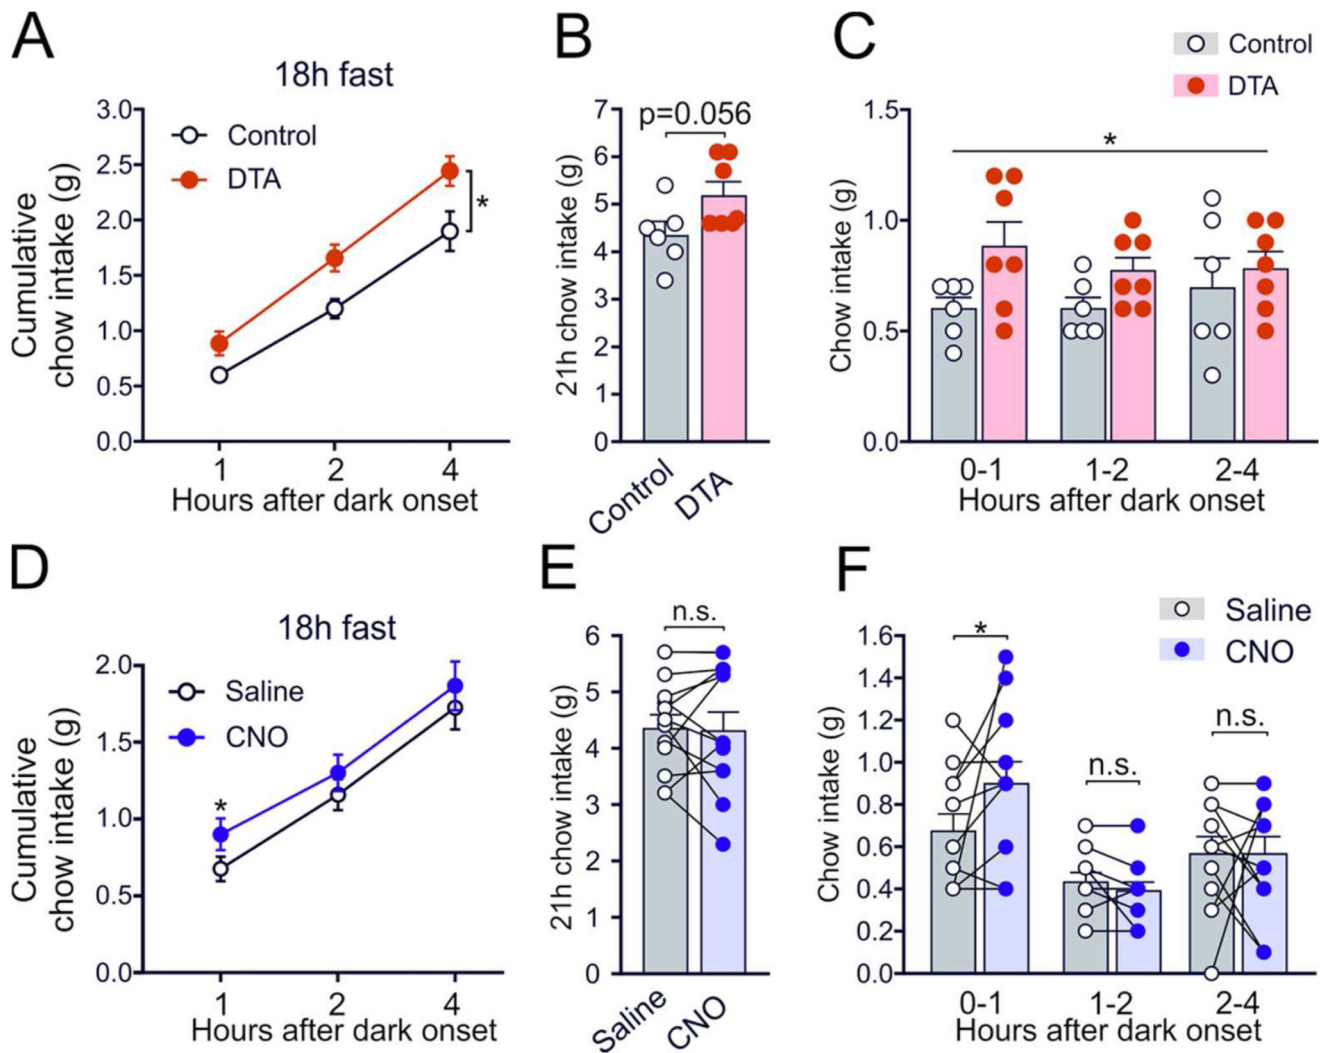 A
18h fast
Control
DTA
Cumulative
chow intake (g)
3.0
2.5
2.0
1.5
1.0
0.5
0.0
*
1 2 4
Hours after dark onset
B
p=0.056
21h chow intake (g)
7
6
5
4
3
2
1
0
Control
DTA
C
Control
DTA
Chow intake (g)
1.5
1.0
0.5
0.0
*
0-1 1-2 2-4
Hours after dark onset
D
18h fast
Saline
CNO
Cumulative
chow intake (g)
2.0
1.5
1.0
0.5
0.0
*
1 2 4
Hours after dark onset
E
n.s.
21h chow intake (g)
6
5
4
3
2
1
0
Saline
CNO
F
Saline
CNO
Chow intake (g)
1.6
1.4
1.2
1.0
0.8
0.6
0.4
0.2
0.0
*
n.s.
n.s.
0-1 1-2 2-4
Hours after dark onset